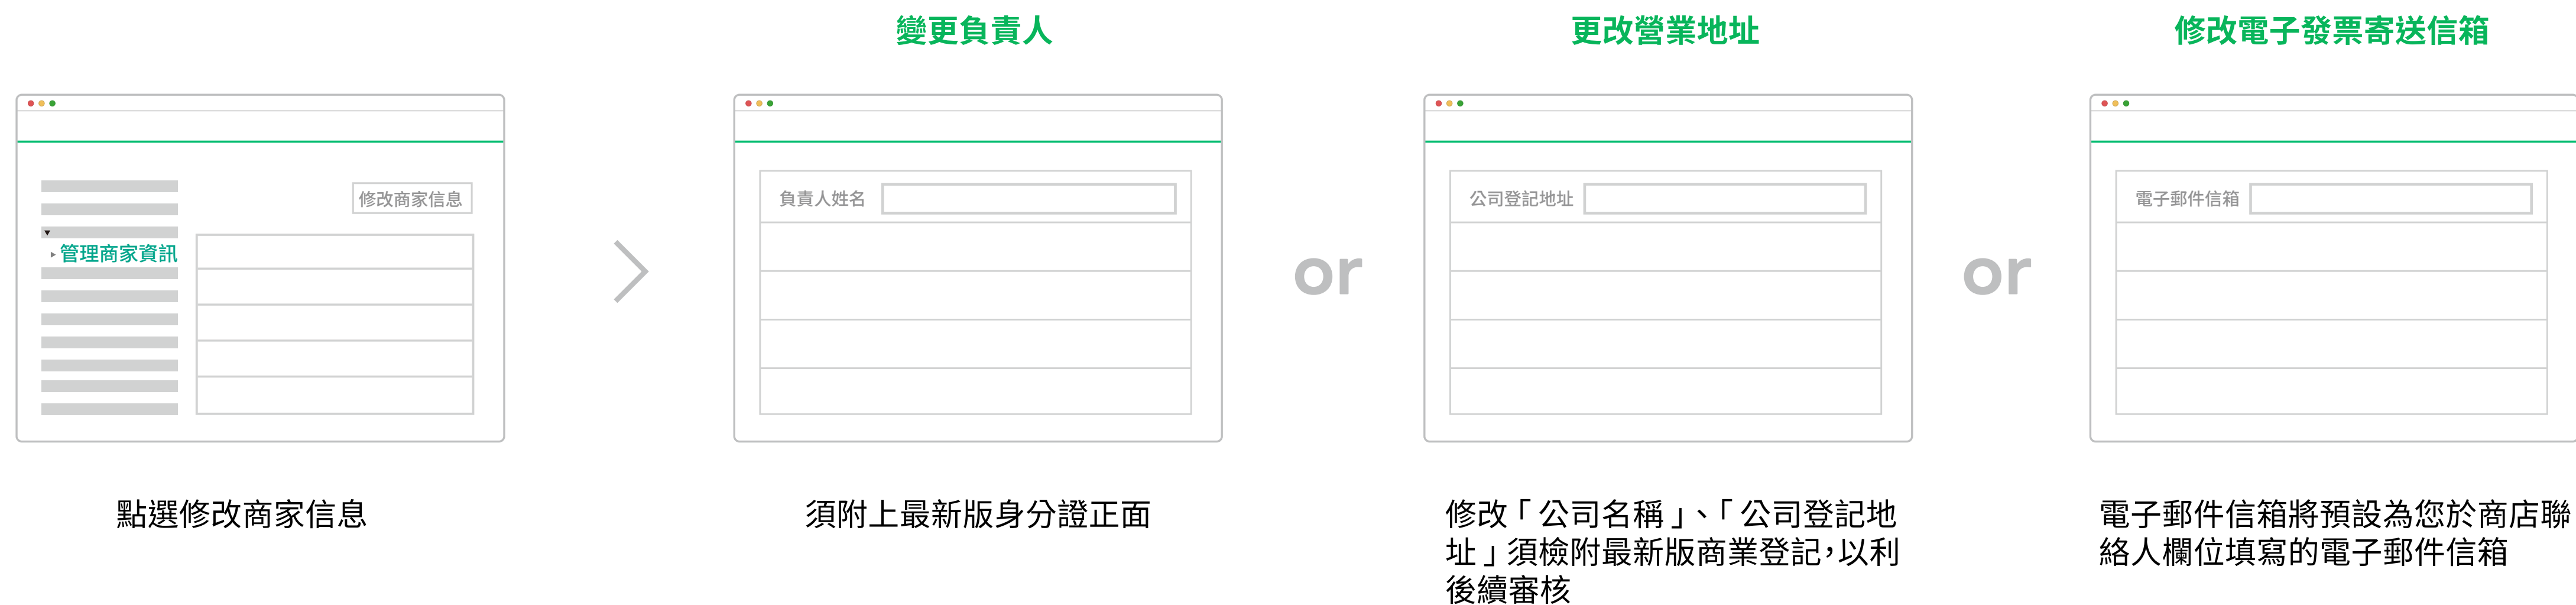 變更負責人
更改營業地址
修改電子發票寄送信箱
修改商家信息
管理商家資訊
負責人姓名
or
公司登記地址
or
電子郵件信箱
點選修改商家信息
須附上最新版身分證正面
修改「公司名稱」、「公司登記地
址」須檢附最新版商業登記，以利
後續審核
電子郵件信箱將預設為您於商店聯
絡人欄位填寫的電子郵件信箱